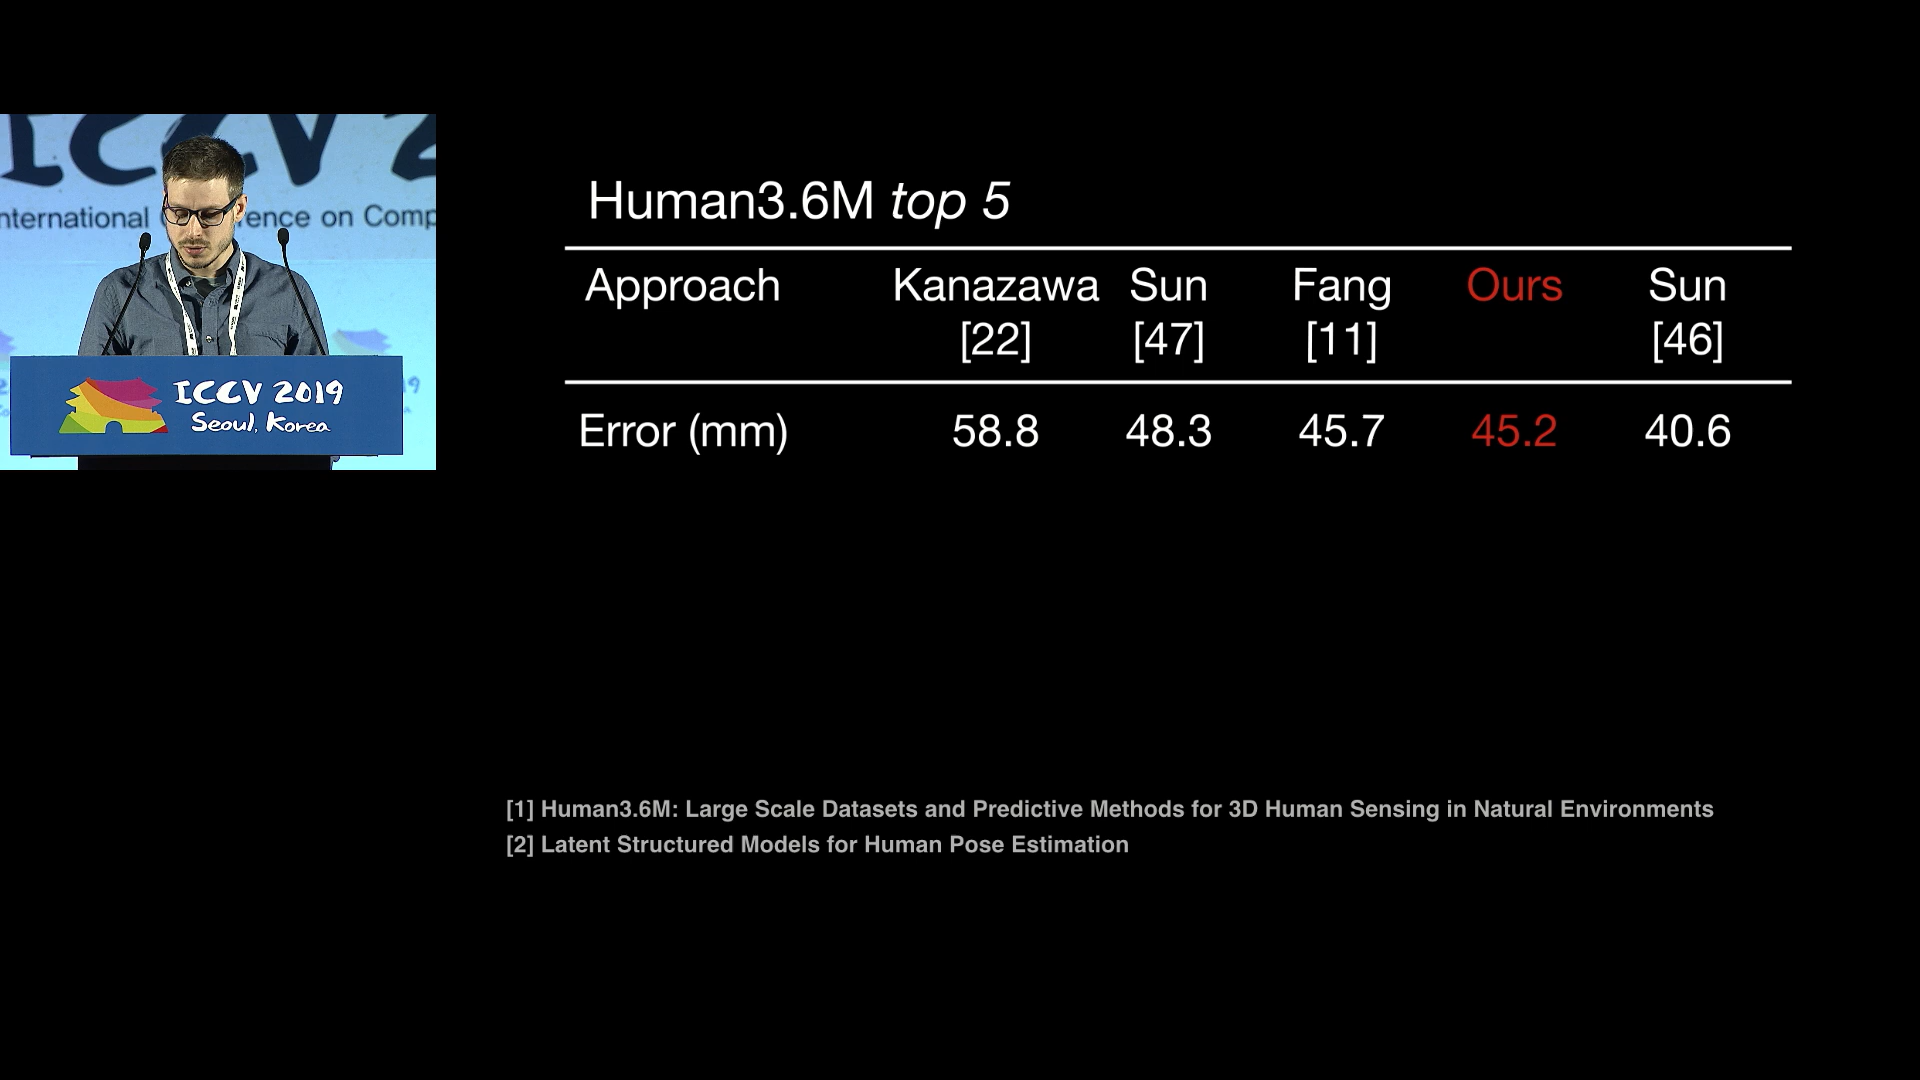 ICCV 2
nternational
rence on Comp
ICCV 2019
Seoul, Korea
Human3.6M top 5
Approach Kanazawa Sun Fang Ours Sun
[22] [47] [11] [46]
Error (mm) 58.8 48.3 45.7 45.2 40.6
[1] Human3.6M: Large Scale Datasets and Predictive Methods for 3D Human Sensing in Natural Environments
[2] Latent Structured Models for Human Pose Estimation